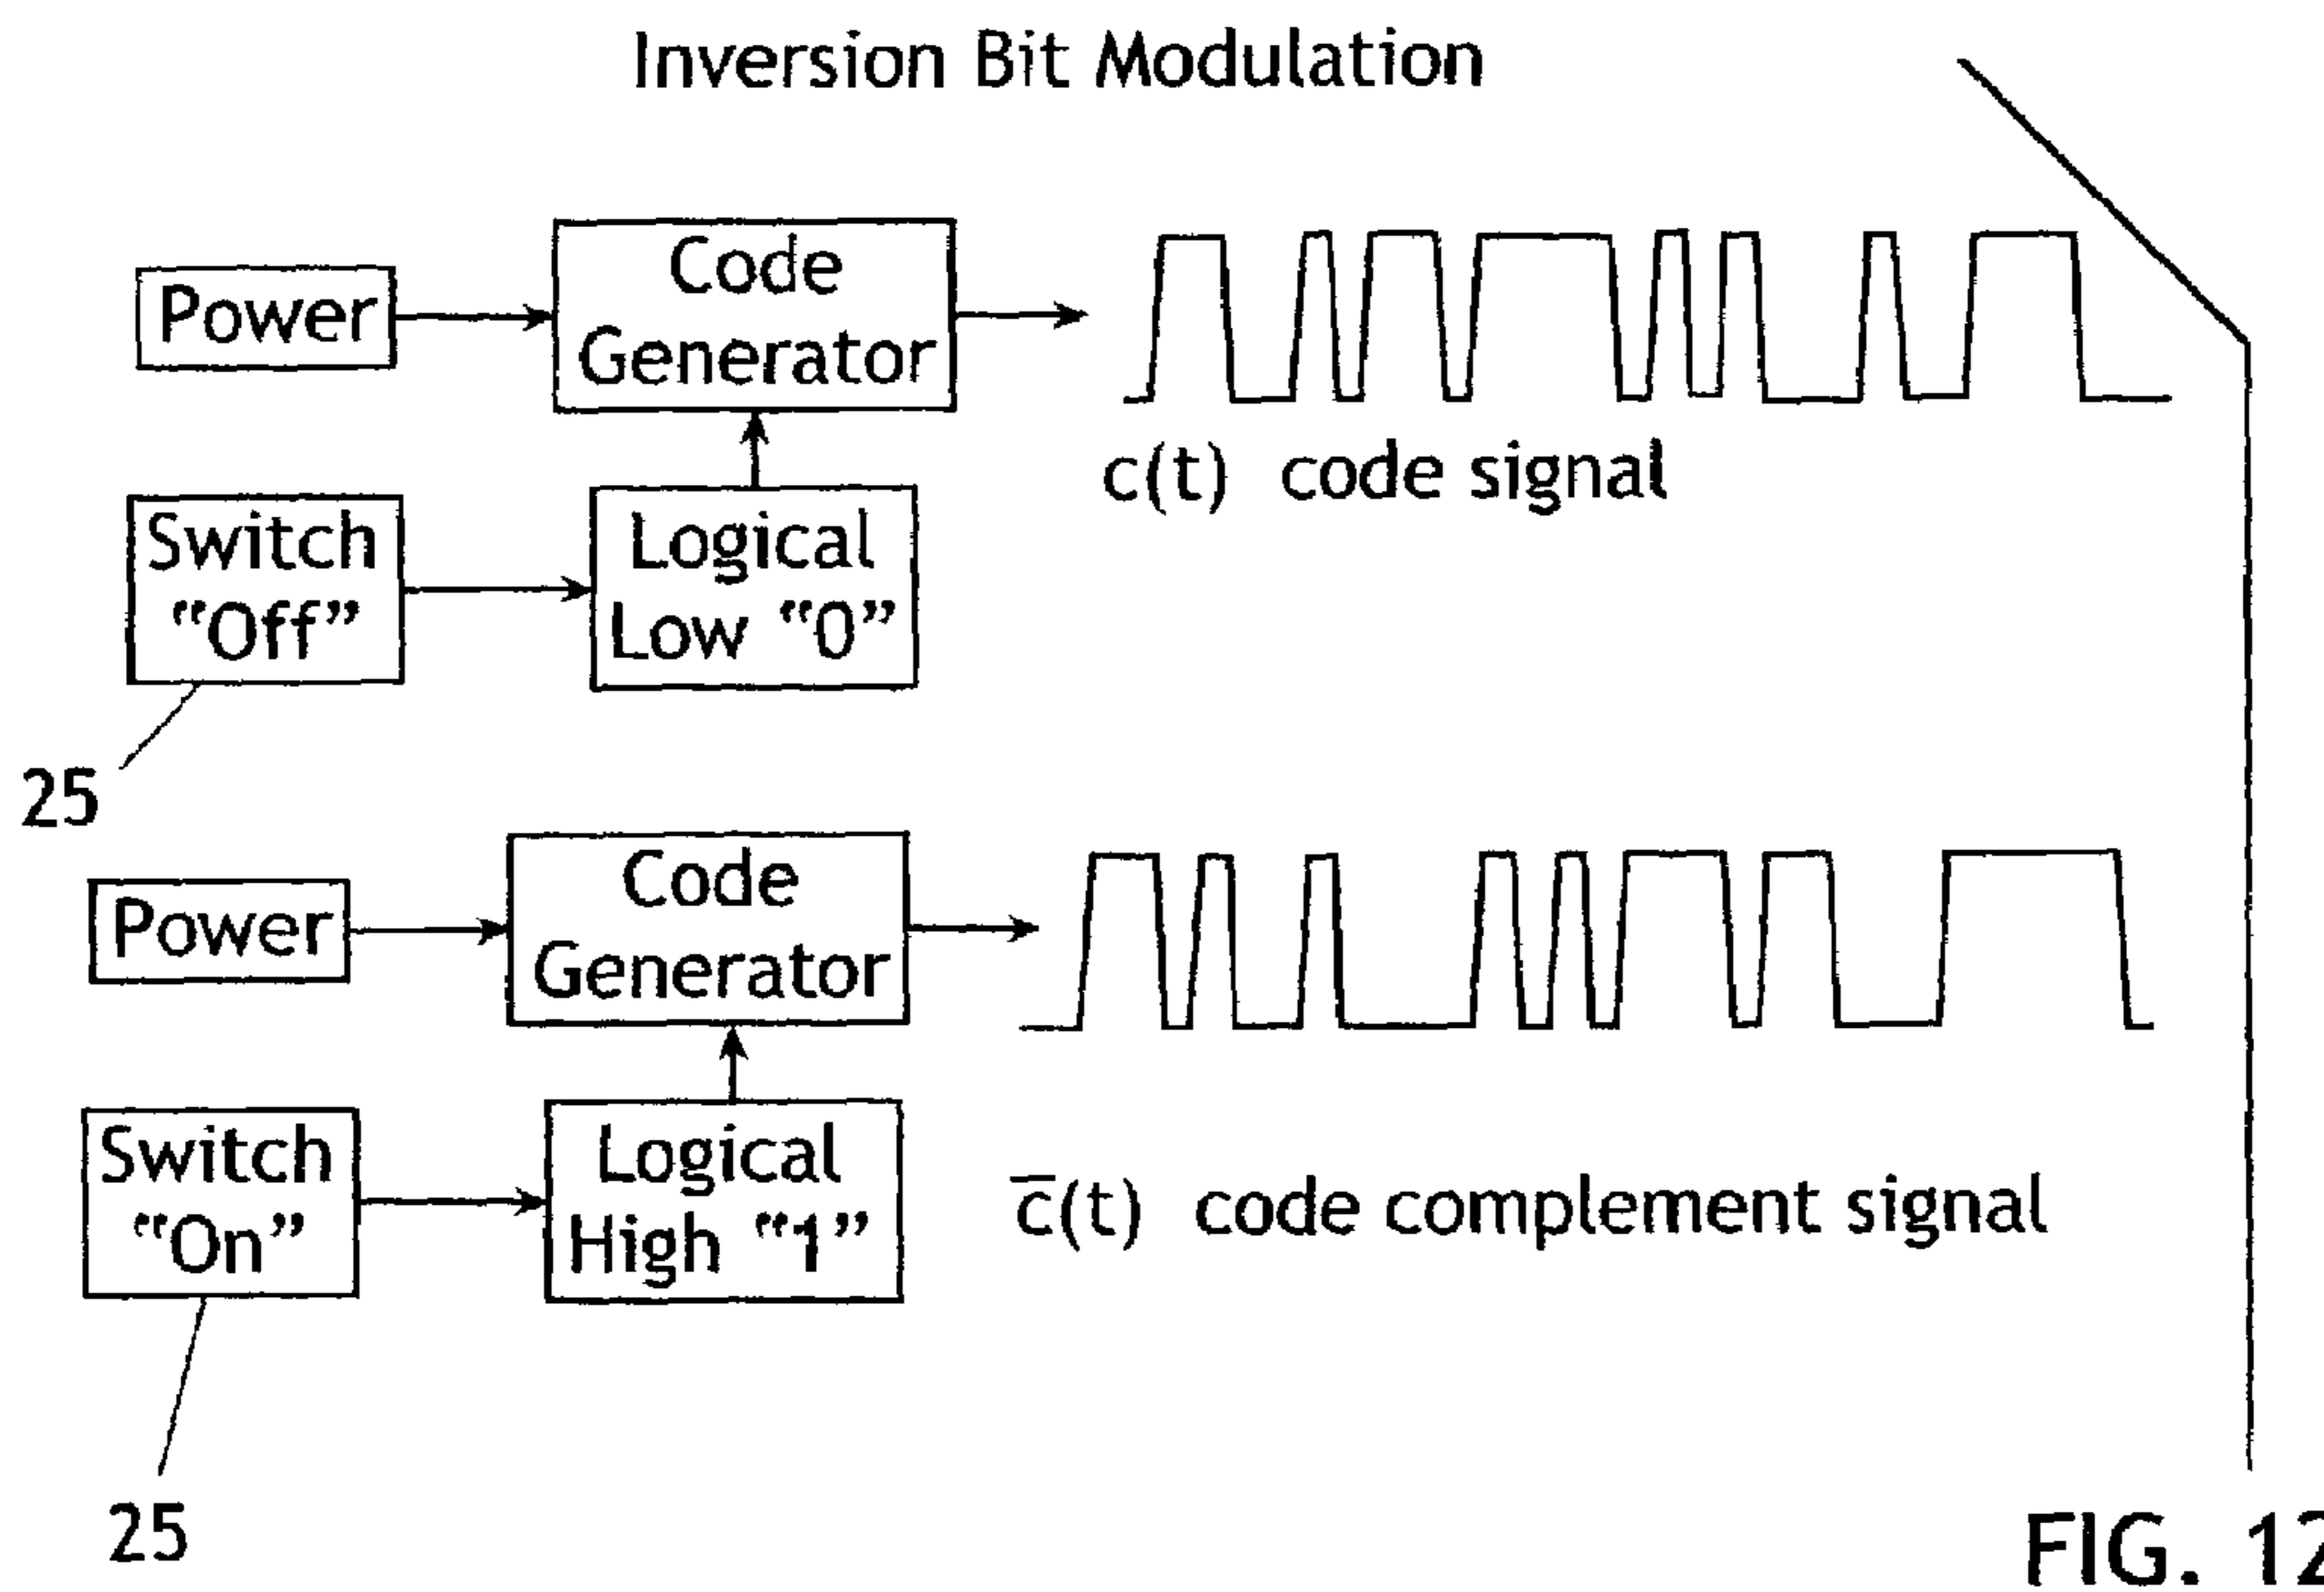 Inversion Bit Modulation
Power
Code
Generator
c(t) code signal
Switch
“Off”
Logical
Low “0”
25
Power
Code
Generator
Switch
“On”
Logical
High “1”
c̅(t) code complement signal
25
FIG. 12